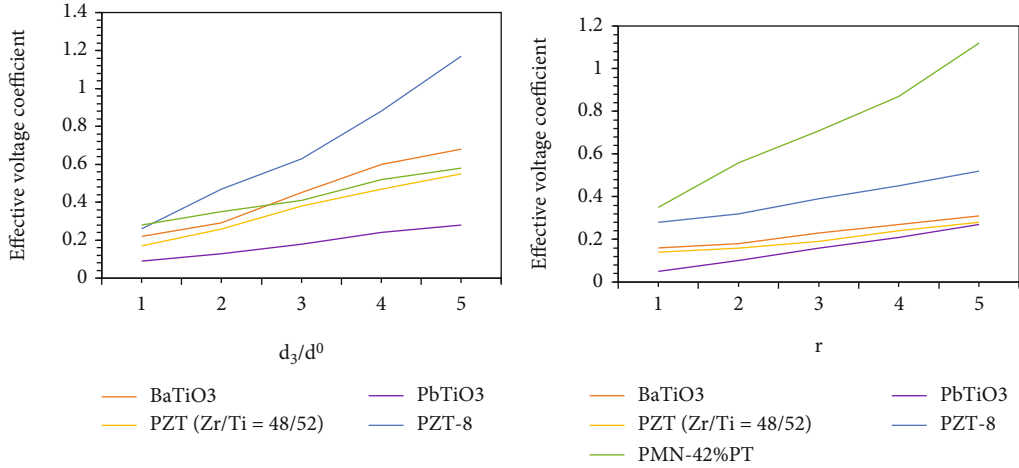 Effective voltage coefficient
1.4
1.2
1
0.8
0.6
0.4
0.2
0
1 2 3 4 5
d₃/d⁰
BaTiO3
PbTiO3
PZT (Zr/Ti = 48/52)
PZT-8
Effective voltage coefficient
1.2
1
0.8
0.6
0.4
0.2
0
1 2 3 4 5
r
BaTiO3
PbTiO3
PZT (Zr/Ti = 48/52)
PZT-8
PMN-42%PT